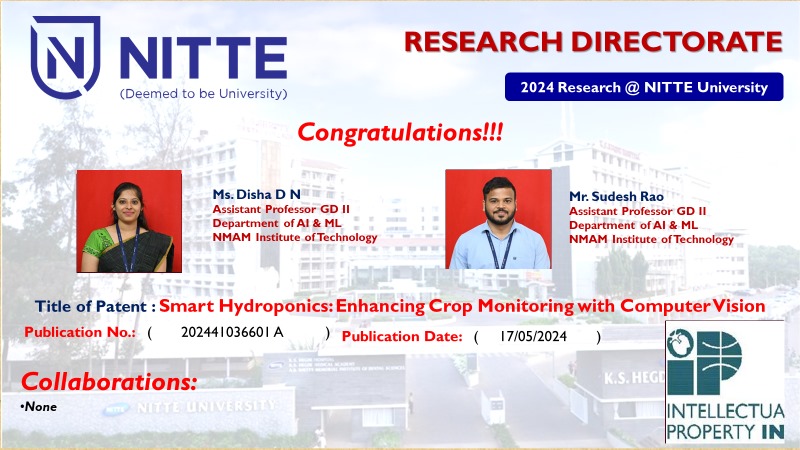 NITTE
(Deemed to be University)
RESEARCH DIRECTORATE
2024 Research @ NITTE University
Congratulations!!!
Ms. Disha D N
Assistant Professor GD II
Department of AI & ML
NMAM Institute of Technology
Mr. Sudesh Rao
Assistant Professor GD II
Department of AI & ML
NMAM Institute of Technology
Title of Patent : Smart Hydroponics: Enhancing Crop Monitoring with Computer Vision
Publication No.: ( 202441036601 A )
Publication Date: ( 17/05/2024 )
Collaborations:
•None
NITTE UNIVERSITY
K.S. HEGD
INTELLECTUA
PROPERTY IN